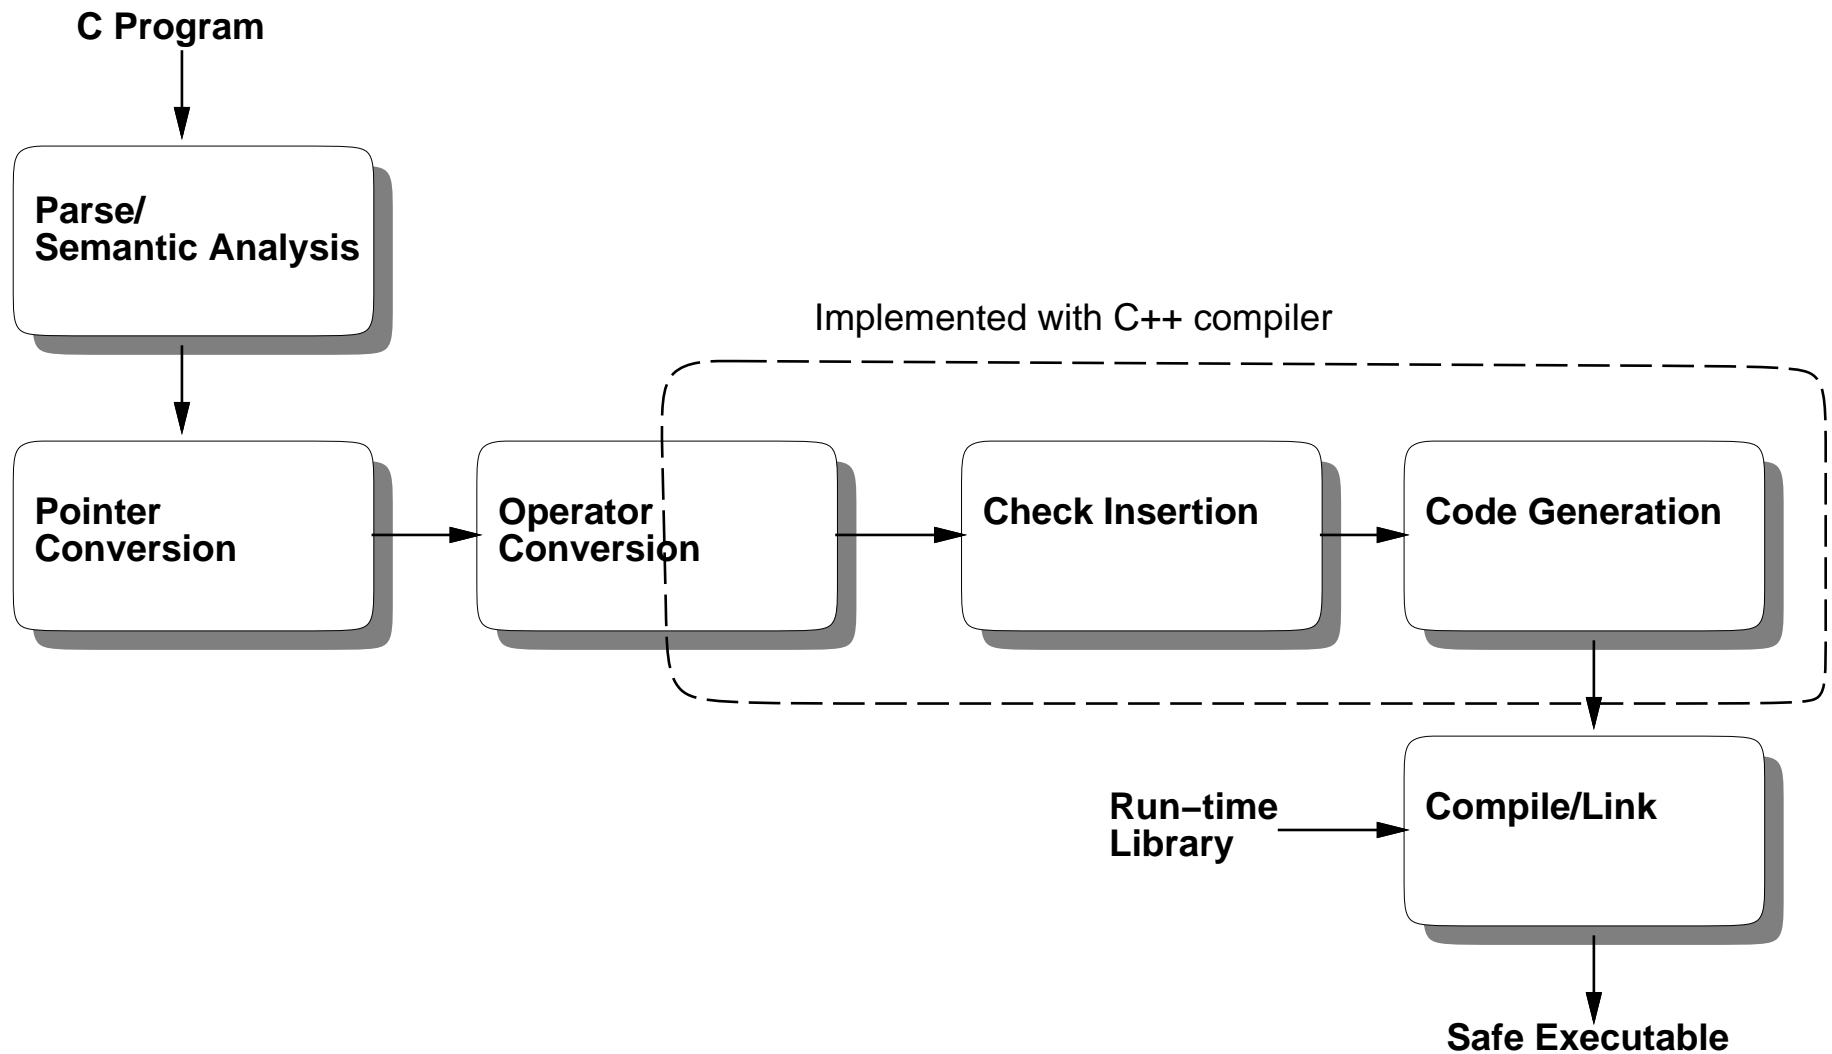 C Program
Parse/
Semantic Analysis
Implemented with C++ compiler
Pointer
Conversion
Operator
Conversion
Check Insertion
Code Generation
Run−time
Library
Compile/Link
Safe Executable